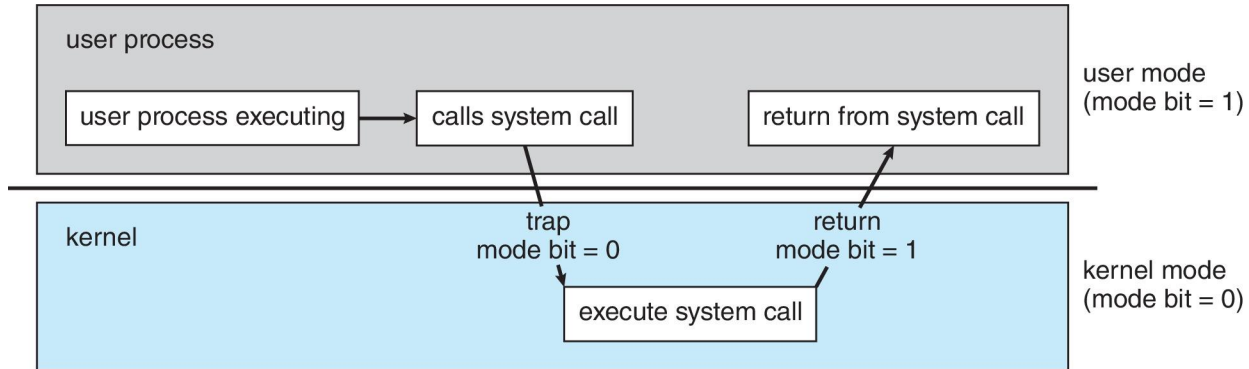 user process
user process executing
calls system call
return from system call
user mode
(mode bit = 1)
kernel
trap
mode bit = 0
return
mode bit = 1
execute system call
kernel mode
(mode bit = 0)